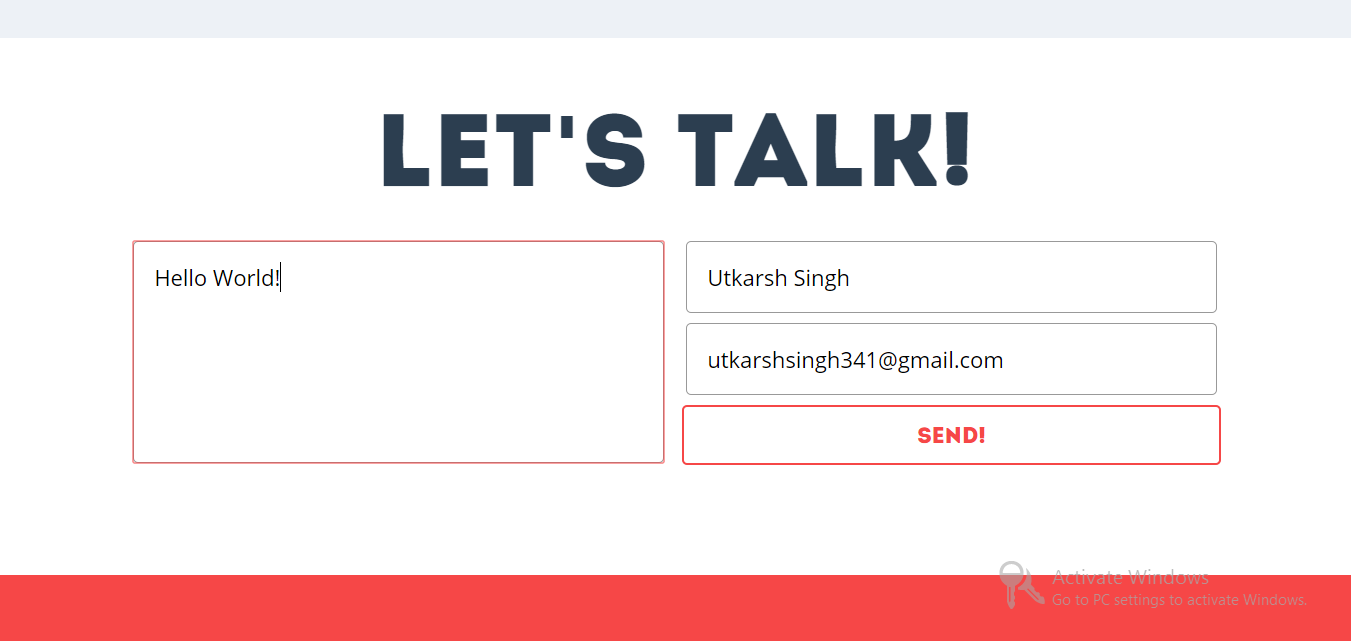 LET'S TALK!
Hello World!
Utkarsh Singh
utkarshsingh341@gmail.com
SEND!
Activate Windows
Go to PC settings to activate Windows.